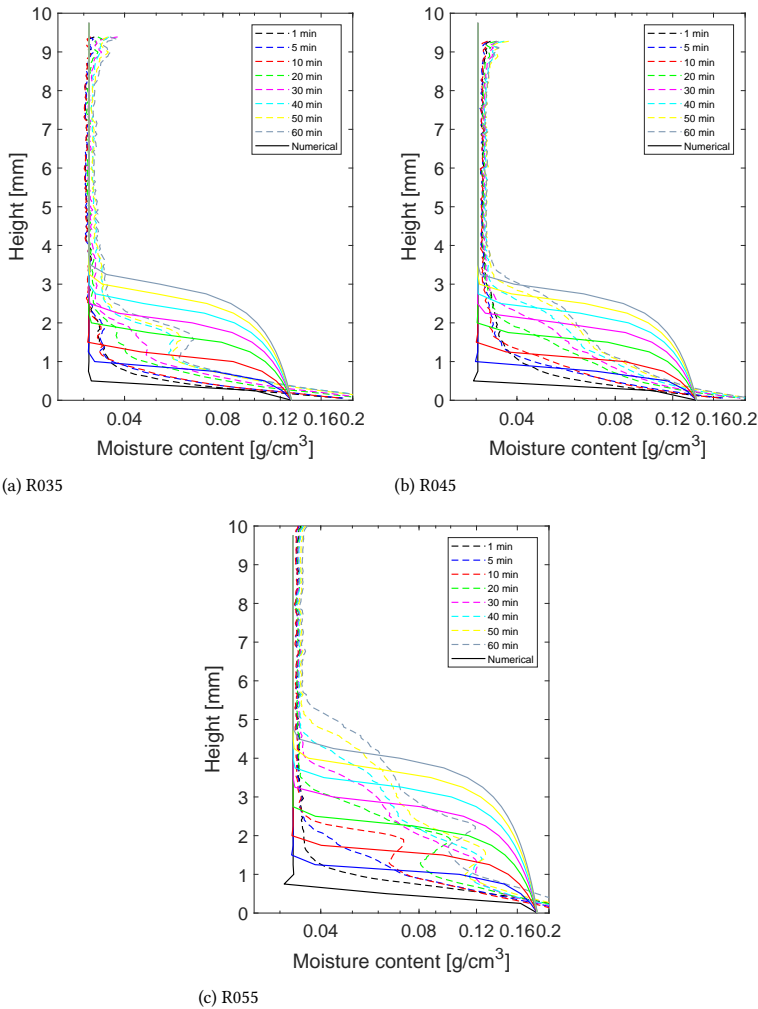 10
9
8
7
6
5
4
3
2
1
0
Height [mm]
1 min
5 min
10 min
20 min
30 min
40 min
50 min
60 min
Numerical
0.04 0.08 0.12 0.16 0.2
Moisture content [g/cm3]
(a) R035
10
9
8
7
6
5
4
3
2
1
0
Height [mm]
1 min
5 min
10 min
20 min
30 min
40 min
50 min
60 min
Numerical
0.04 0.08 0.12 0.16 0.2
Moisture content [g/cm3]
(b) R045
10
9
8
7
6
5
4
3
2
1
0
Height [mm]
1 min
5 min
10 min
20 min
30 min
40 min
50 min
60 min
Numerical
0.04 0.08 0.12 0.16 0.2
Moisture content [g/cm3]
(c) R055